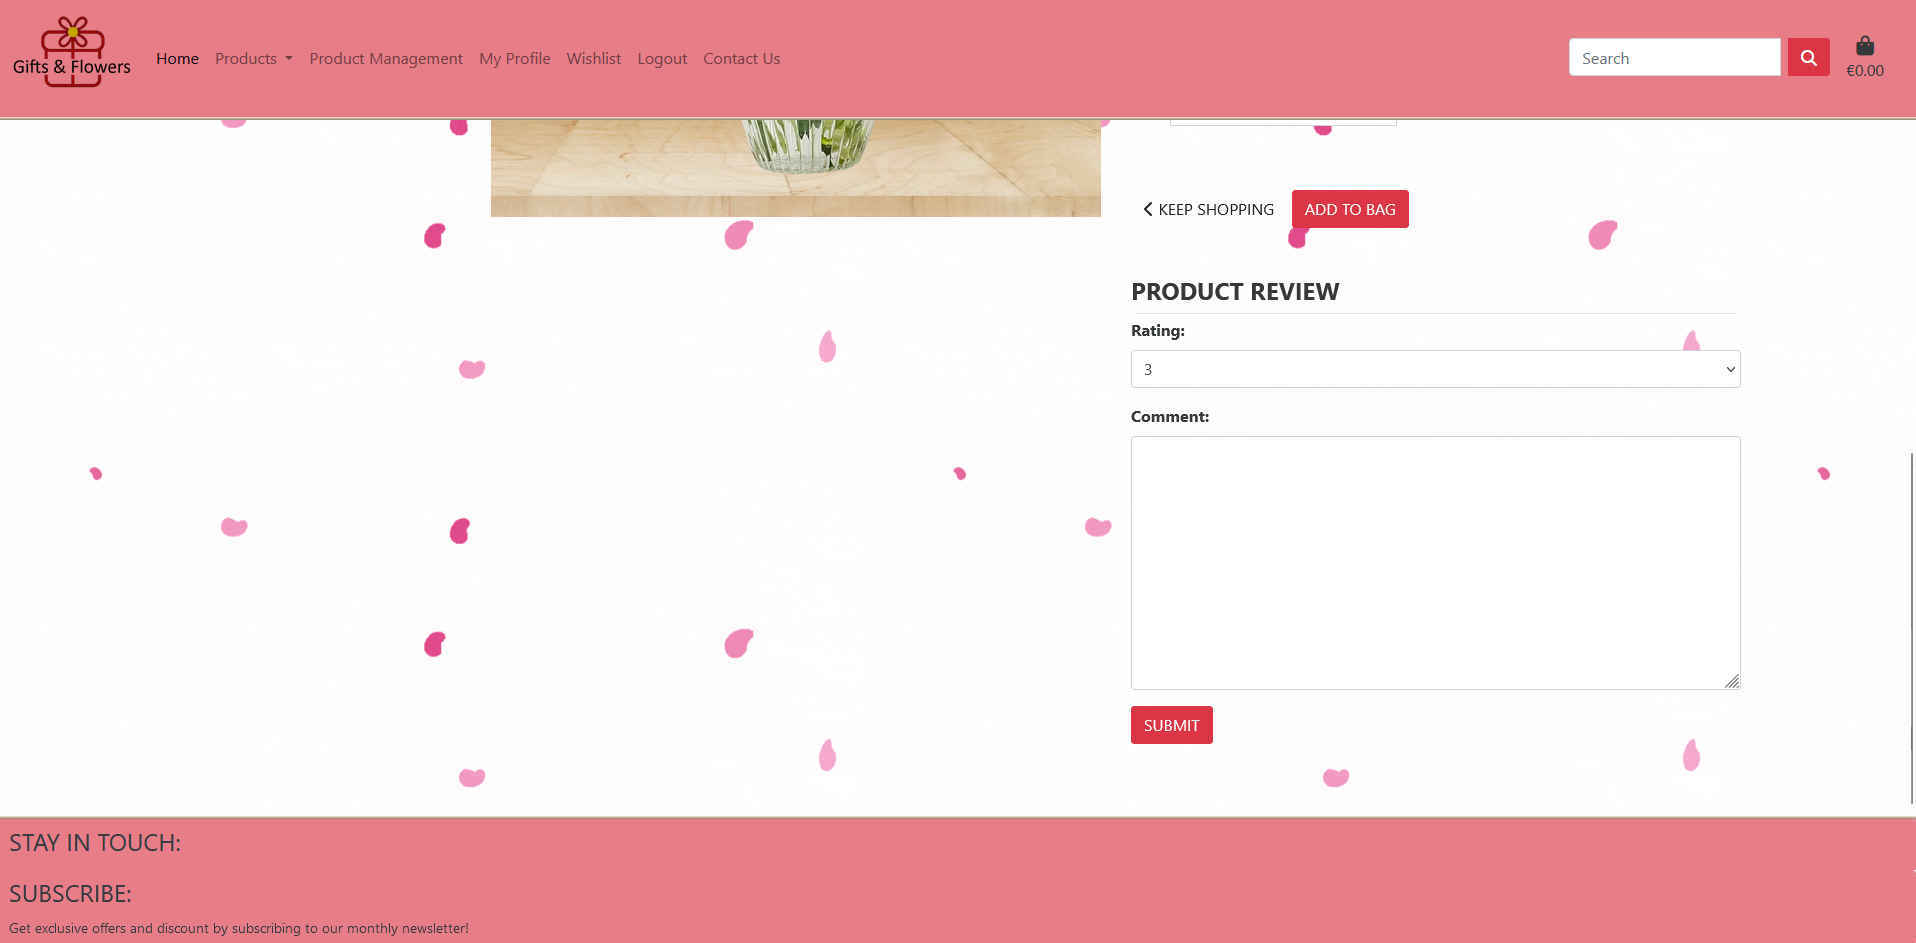 Gifts & Flowers
Home Products Product Management My Profile Wishlist Logout Contact Us
Search
€0.00
KEEP SHOPPING ADD TO BAG
PRODUCT REVIEW
Rating:
3
Comment:
SUBMIT
STAY IN TOUCH:
SUBSCRIBE:
Get exclusive offers and discount by subscribing to our monthly newsletter!